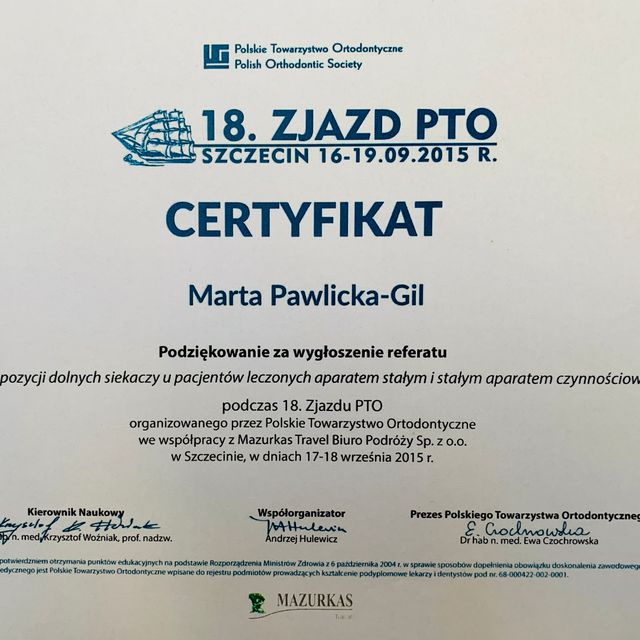 Polskie Towarzystwo Ortodontyczne
Polish Orthodontic Society
18. ZJAZD PTO
SZCZECIN 16-19.09.2015 R.
CERTYFIKAT
Marta Pawlicka-Gil
Podziękowanie za wygłoszenie referatu
pozycji dolnych siekaczy u pacjentów leczonych aparatem stałym i stałym aparatem czynnościow
podczas 18. Zjazdu PTO
organizowanego przez Polskie Towarzystwo Ortodontyczne
we współpracy z Mazurkas Travel Biuro Podróży Sp. z o.o.
w Szczecinie, w dniach 17-18 września 2015 r.
Kierownik Naukowy
n. med. Krzysztof Woźniak, prof. nadzw.
Współorganizator
Andrzej Hulewicz
Prezes Polskiego Towarzystwa Ortodontycznego
E. Czochrowska
Dr hab n. med. Ewa Czochrowska
potwierdzeniem otrzymania punktów edukacyjnych na podstawie Rozporządzenia Ministrów Zdrowia z 6 października 2004 r. w sprawie sposobów dopełnienia obowiązku doskonalenia zawodowego
edycznego jest Polskie Towarzystwo Ortodontyczne wpisane do rejestru podmiotów prowadzących kształcenie podyplomowe lekarzy i dentystów pod nr. 68-000422-002-0001.
MAZURKAS